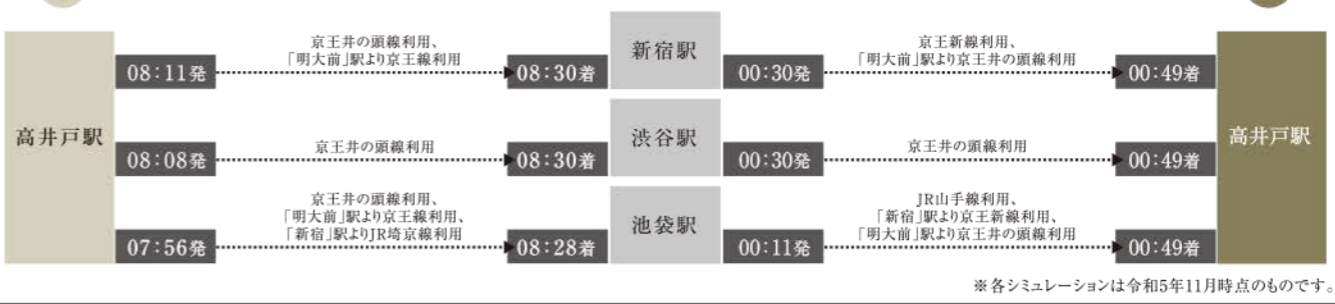 高井戸駅
08:11発
京王井の頭線利用、
「明大前」駅より京王線利用
08:30着
新宿駅
00:30発
京王新線利用、
「明大前」駅より京王井の頭線利用
00:49着
08:08発
京王井の頭線利用
08:30着
渋谷駅
00:30発
京王井の頭線利用
00:49着
07:56発
京王井の頭線利用、
「明大前」駅より京王線利用、
「新宿」駅よりJR埼京線利用
08:28着
池袋駅
00:11発
JR山手線利用、
「新宿」駅より京王新線利用、
「明大前」駅より京王井の頭線利用
00:49着
高井戸駅
※各シミュレーションは令和5年11月時点のものです。